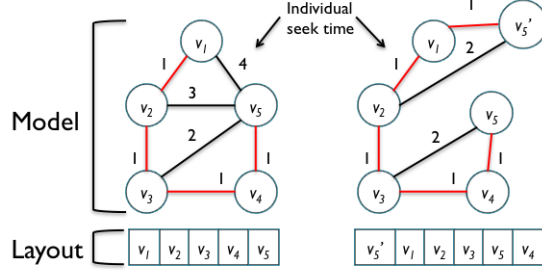 Individual
seek time
1
v1
v5'
v1
1
4
2
1
3
v2
v5
v2
Model
2
v5
1
1
1
2
1
1
1
v3
v4
v3
v4
Layout
v1 v2 v3 v4 v5
v5' v1 v2 v3 v5 v4